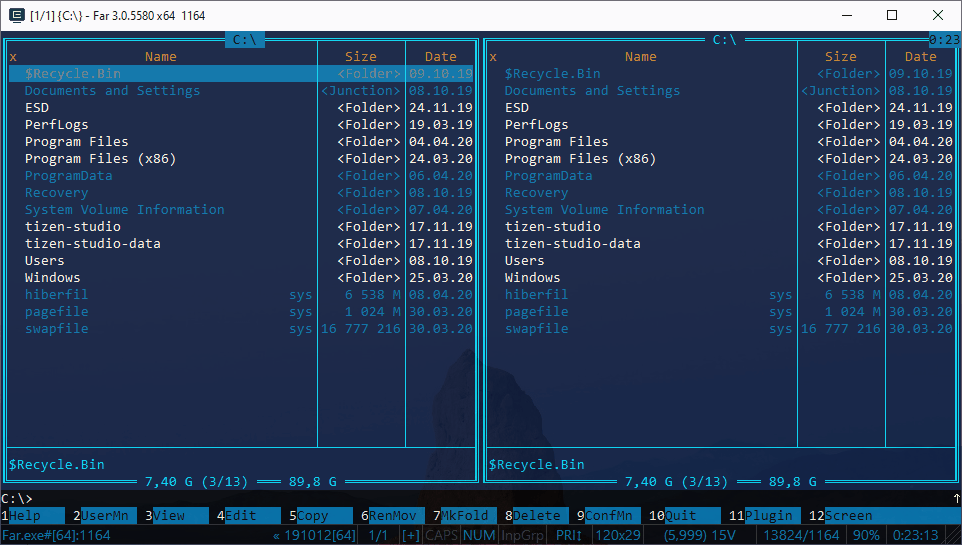 [1/1] {C:\} - Far 3.0.5580 x64 1164
C:\ C:\ 0:23
x Name Size Date x Name Size Date
$Recycle.Bin <Folder> 09.10.19 $Recycle.Bin <Folder> 09.10.19
Documents and Settings <Junction> 08.10.19 Documents and Settings <Junction> 08.10.19
ESD <Folder> 24.11.19 ESD <Folder> 24.11.19
PerfLogs <Folder> 19.03.19 PerfLogs <Folder> 19.03.19
Program Files <Folder> 04.04.20 Program Files <Folder> 04.04.20
Program Files (x86) <Folder> 24.03.20 Program Files (x86) <Folder> 24.03.20
ProgramData <Folder> 06.04.20 ProgramData <Folder> 06.04.20
Recovery <Folder> 08.10.19 Recovery <Folder> 08.10.19
System Volume Information <Folder> 07.04.20 System Volume Information <Folder> 07.04.20
tizen-studio <Folder> 17.11.19 tizen-studio <Folder> 17.11.19
tizen-studio-data <Folder> 17.11.19 tizen-studio-data <Folder> 17.11.19
Users <Folder> 08.10.19 Users <Folder> 08.10.19
Windows <Folder> 25.03.20 Windows <Folder> 25.03.20
hiberfil sys 6 538 M 08.04.20 hiberfil sys 6 538 M 08.04.20
pagefile sys 1 024 M 30.03.20 pagefile sys 1 024 M 30.03.20
swapfile sys 16 777 216 30.03.20 swapfile sys 16 777 216 30.03.20
$Recycle.Bin $Recycle.Bin
7,40 G (3/13) 89,8 G 7,40 G (3/13) 89,8 G
C:\> ↑
1Help 2UserMn 3View 4Edit 5Copy 6RenMov 7MkFold 8Delete 9ConfMn 10Quit 11Plugin 12Screen
Far.exe#[64]:1164 « 191012[64] 1/1 [+] CAPS NUM InpGrp PRI↕ 120x29 (5,999) 15V 13824/1164 90% 0:23:13